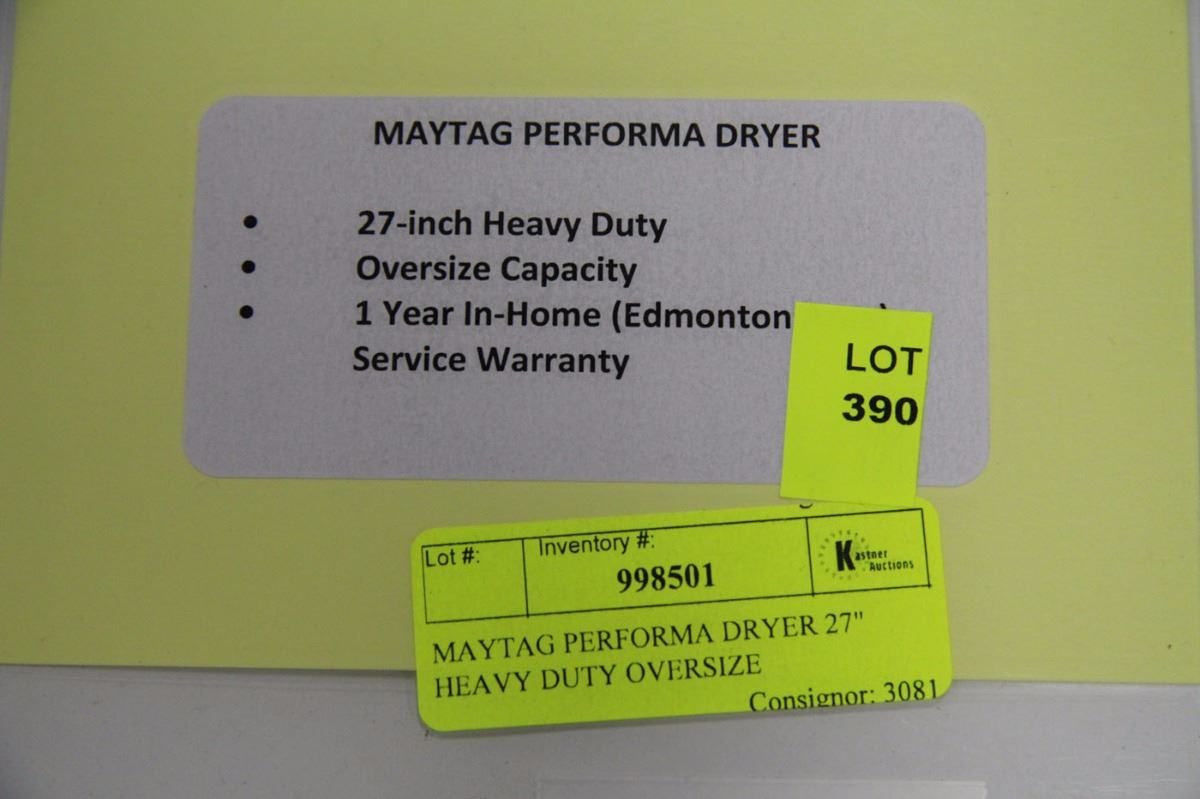 MAYTAG PERFORMA DRYER
• 27-inch Heavy Duty
• Oversize Capacity
• 1 Year In-Home (Edmonton
Service Warranty
LOT
390
Lot #: Inventory #:
998501
Kastner
Auctions
MAYTAG PERFORMA DRYER 27"
HEAVY DUTY OVERSIZE
Consignor: 3081